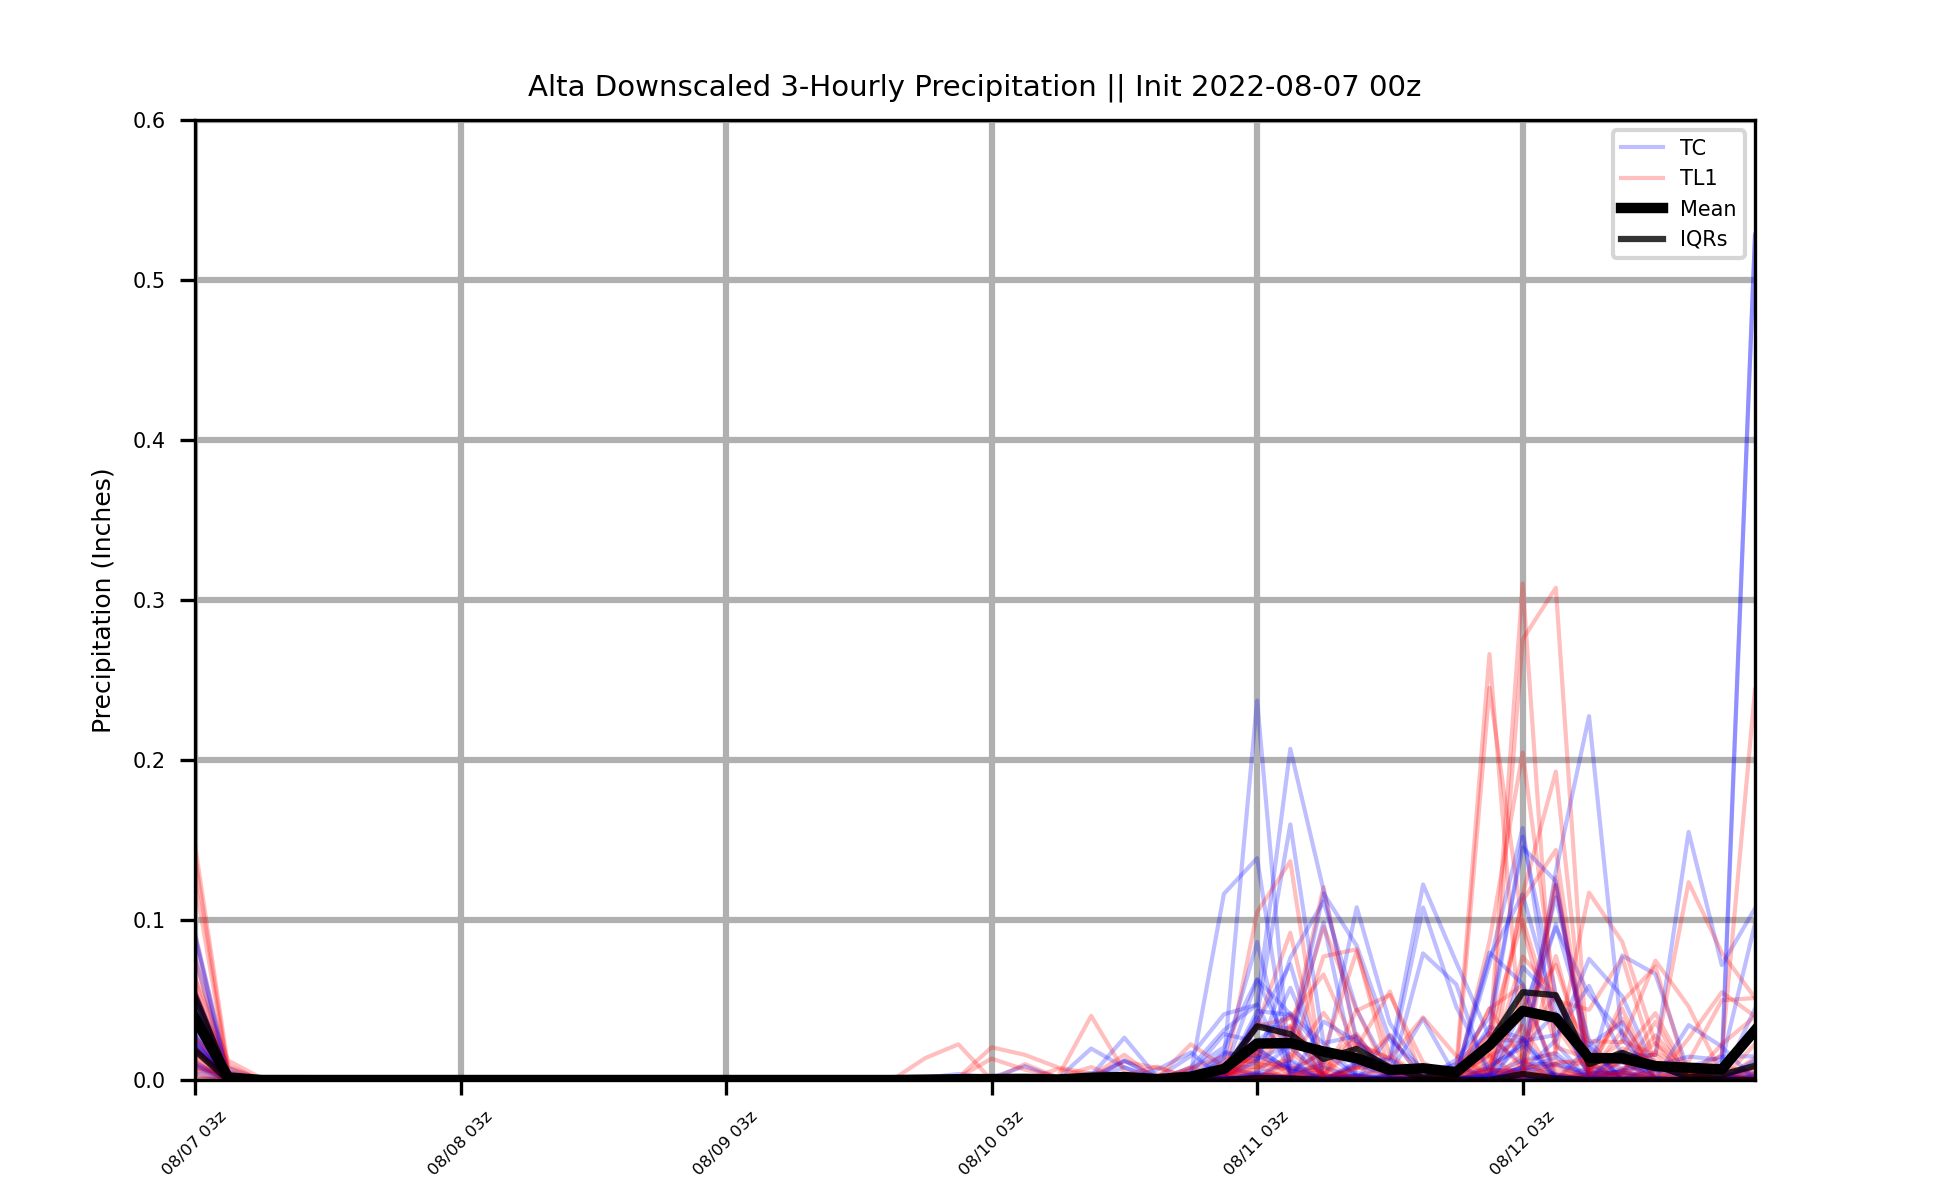 Alta Downscaled 3-Hourly Precipitation || Init 2022-08-07 00z
0.6
0.5
0.4
0.3
0.2
0.1
0.0
Precipitation (Inches)
TC
TL1
Mean
IQRs
08/07 03z
08/08 03z
08/09 03z
08/10 03z
08/11 03z
08/12 03z